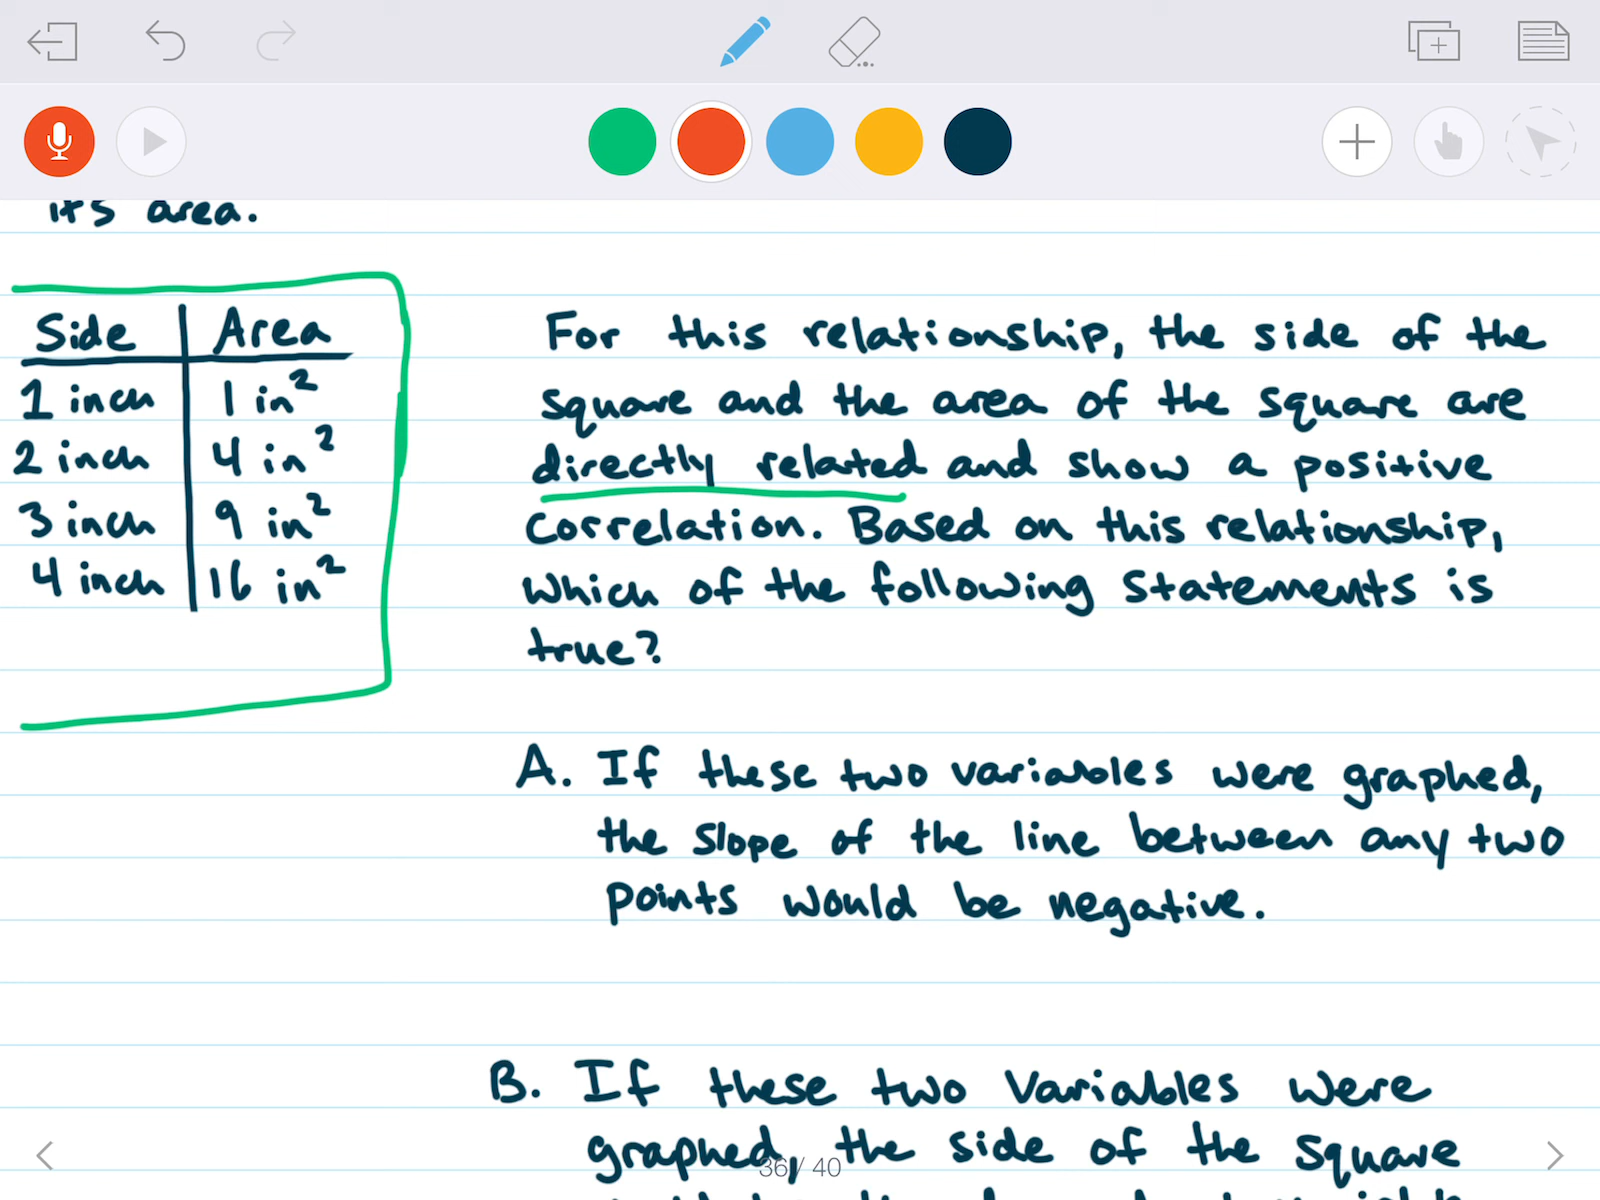 its area.
Side Area
1 inch 1 in²
2 inch 4 in²
3 inch 9 in²
4 inch 16 in²
For this relationship, the side of the
square and the area of the square are
directly related and show a positive
correlation. Based on this relationship,
which of the following statements is
true?
A. If these two variables were graphed,
the slope of the line between any two
points would be negative.
B. If these two variables were
graphed, the side of the square
36 / 40